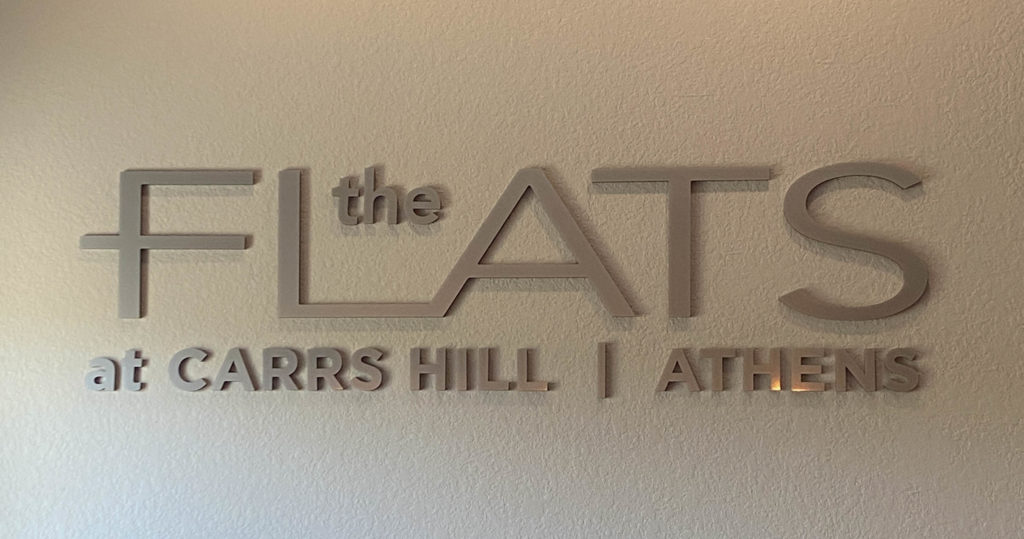 the
FLATS
at CARRS HILL | ATHENS